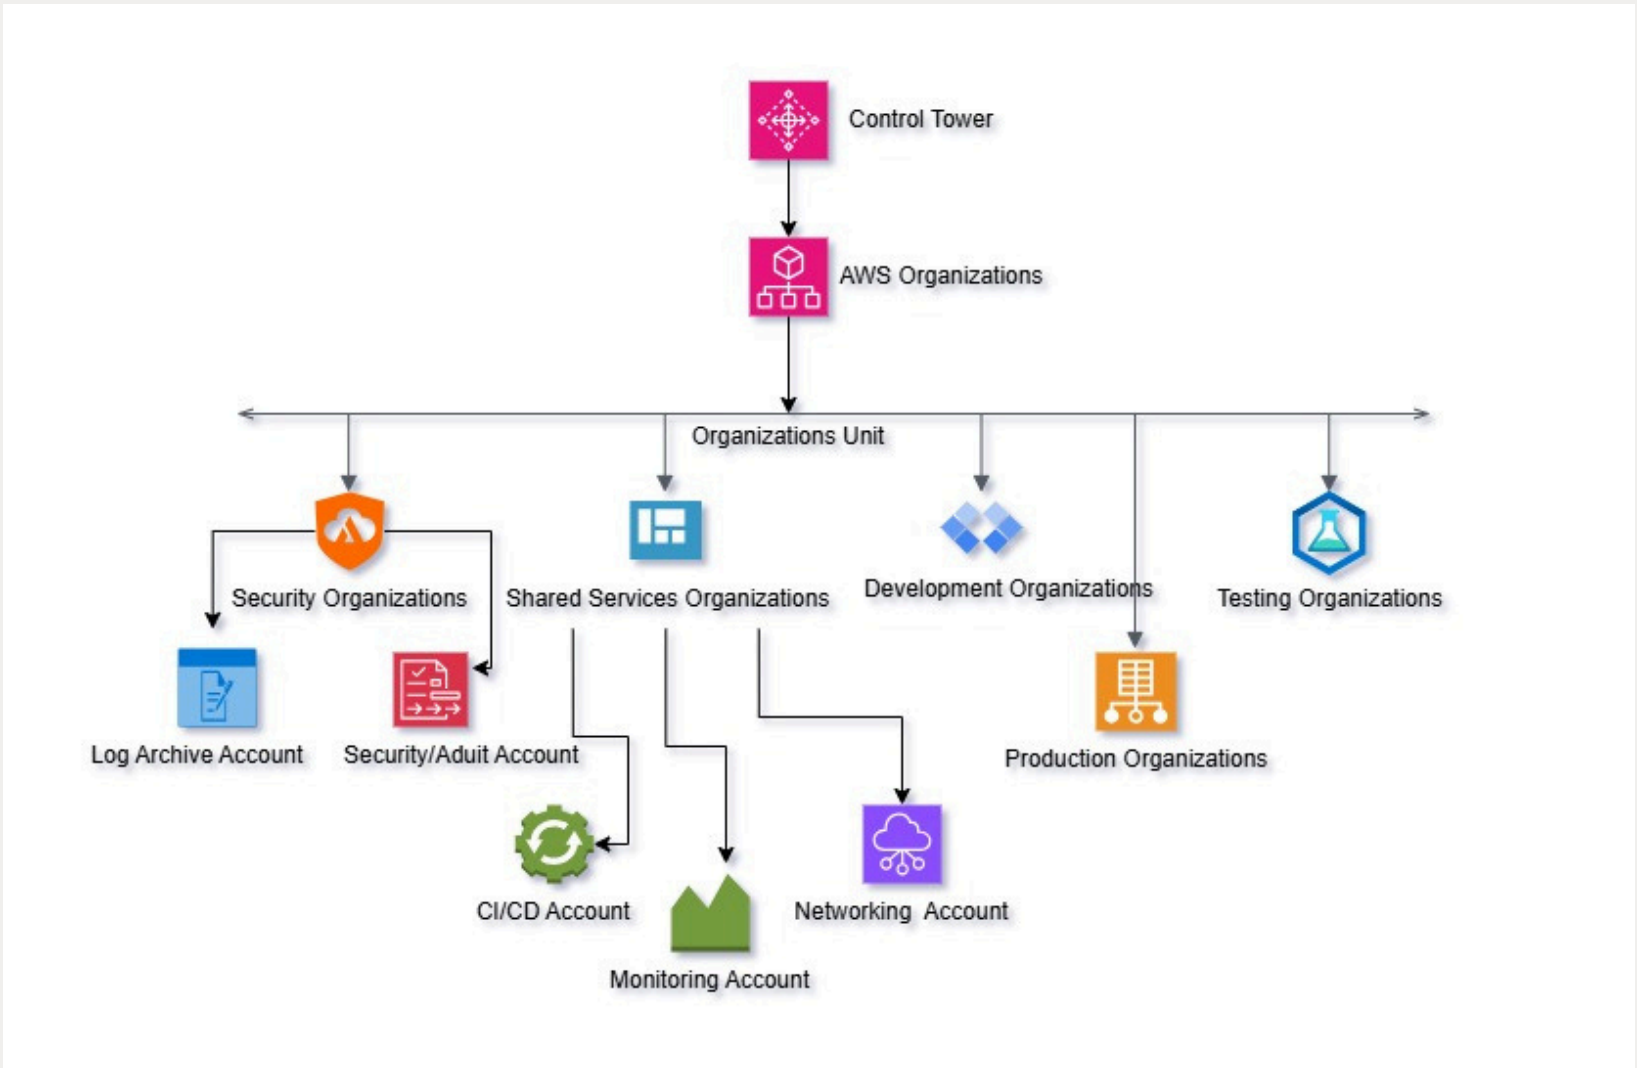 Control Tower
AWS Organizations
Organizations Unit
Security Organizations
Shared Services Organizations
Development Organizations
Testing Organizations
Log Archive Account
Security/Aduit Account
Production Organizations
CI/CD Account
Networking  Account
Monitoring Account